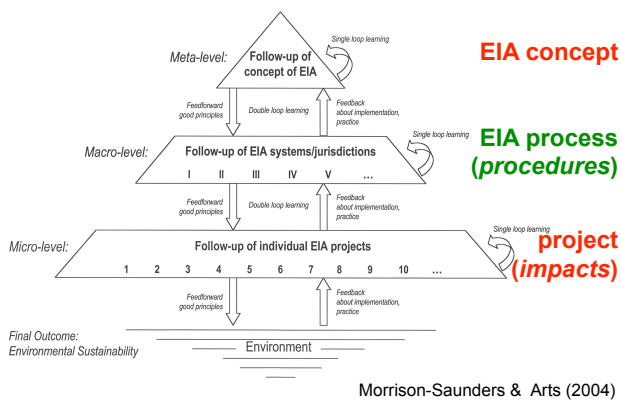 Single loop learning
Meta-level:
Follow-up of
concept of EIA
EIA concept
Feedforward
good principles
Double loop learning
Feedback
about implementation,
practice
Single loop learning
Macro-level:
Follow-up of EIA systems/jurisdictions
I II III IV V ...
EIA process
(procedures)
Feedforward
good principles
Double loop learning
Feedback
about implementation,
practice
Single loop learning
Micro-level:
Follow-up of individual EIA projects
1 2 3 4 5 6 7 8 9 10 ...
project
(impacts)
Feedforward
good principles
Feedback
about implementation,
practice
Final Outcome:
Environmental Sustainability
Environment
Morrison-Saunders & Arts (2004)